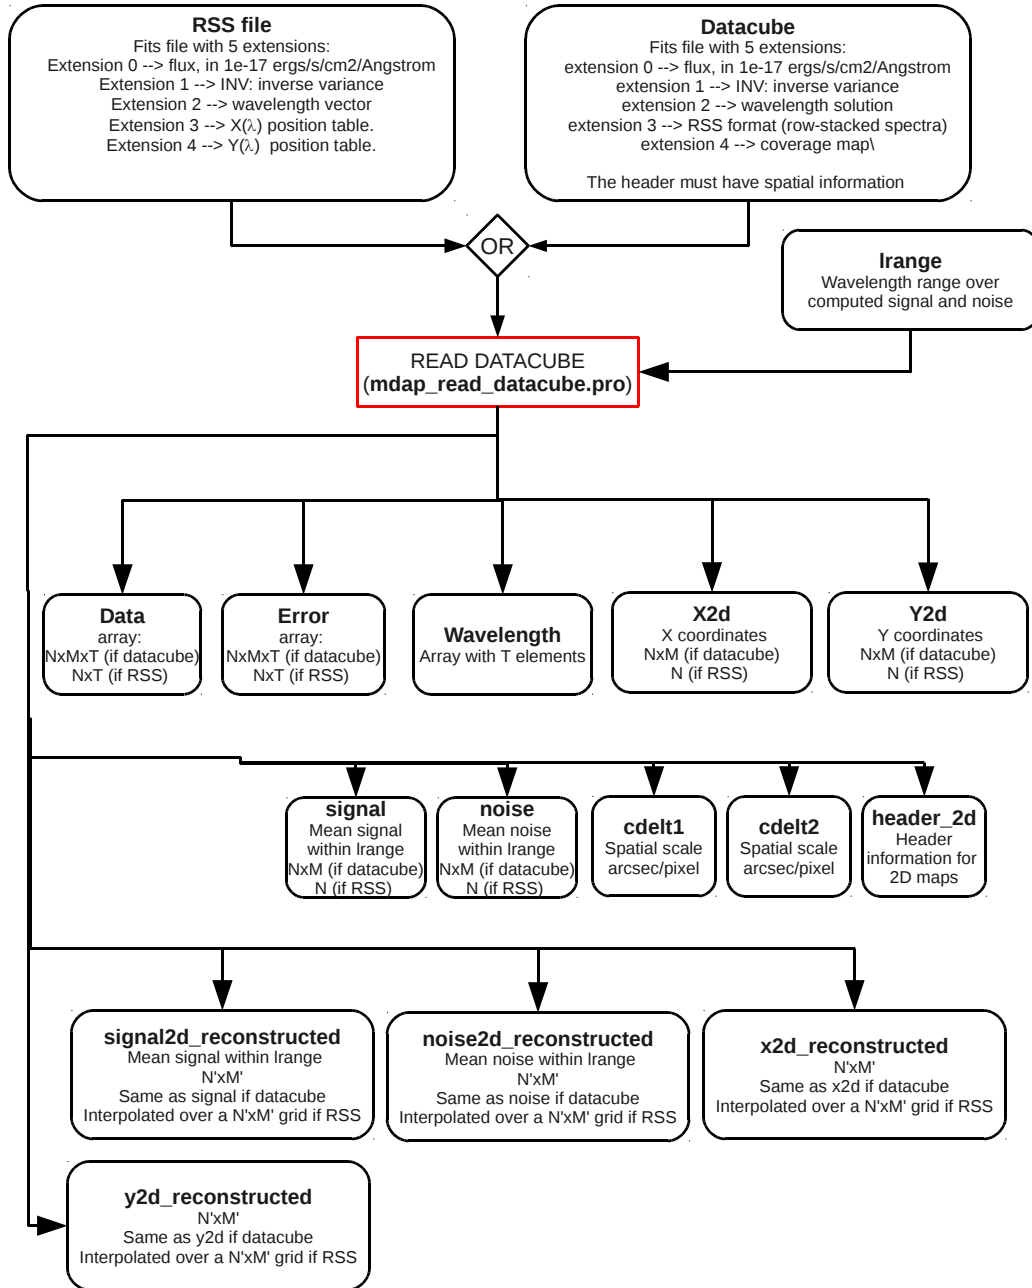 RSS file
Fits file with 5 extensions:
Extension 0 --> flux, in 1e-17 ergs/s/cm2/Angstrom
Extension 1 --> INV: inverse variance
Extension 2 --> wavelength vector
Extension 3 --> X(λ) position table.
Extension 4 --> Y(λ)  position table.
Datacube
Fits file with 5 extensions:
extension 0 --> flux, in 1e-17 ergs/s/cm2/Angstrom
extension 1 --> INV: inverse variance
extension 2 --> wavelength solution
extension 3 --> RSS format (row-stacked spectra)
extension 4 --> coverage map\
The header must have spatial information
OR
lrange
Wavelength range over
computed signal and noise
READ DATACUBE
(mdap_read_datacube.pro)
Data
array:
NxMxT (if datacube)
NxT (if RSS)
Error
array:
NxMxT (if datacube)
NxT (if RSS)
Wavelength
Array with T elements
X2d
X coordinates
NxM (if datacube)
N (if RSS)
Y2d
Y coordinates
NxM (if datacube)
N (if RSS)
signal
Mean signal
within lrange
NxM (if datacube)
N (if RSS)
noise
Mean noise
within lrange
NxM (if datacube)
N (if RSS)
cdelt1
Spatial scale
arcsec/pixel
cdelt2
Spatial scale
arcsec/pixel
header_2d
Header
information for
2D maps
signal2d_reconstructed
Mean signal within lrange
N'xM'
Same as signal if datacube
Interpolated over a N'xM' grid if RSS
noise2d_reconstructed
Mean noise within lrange
N'xM'
Same as noise if datacube
Interpolated over a N'xM' grid if RSS
x2d_reconstructed
N'xM'
Same as x2d if datacube
Interpolated over a N'xM' grid if RSS
y2d_reconstructed
N'xM'
Same as y2d if datacube
Interpolated over a N'xM' grid if RSS